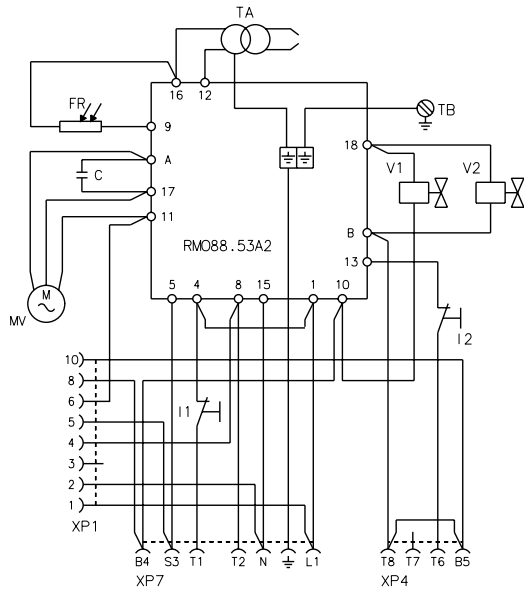 TA
16 12
FR
9
TB
A
18
C
V1 V2
17
11
B
RMO88.53A2
13
M
5 4 8 15 1 10
MV
I2
10
8
6
I1
5
4
3
2
1
XP1
B4 S3 T1 T2 N L1 T8 T7 T6 B5
XP7 XP4